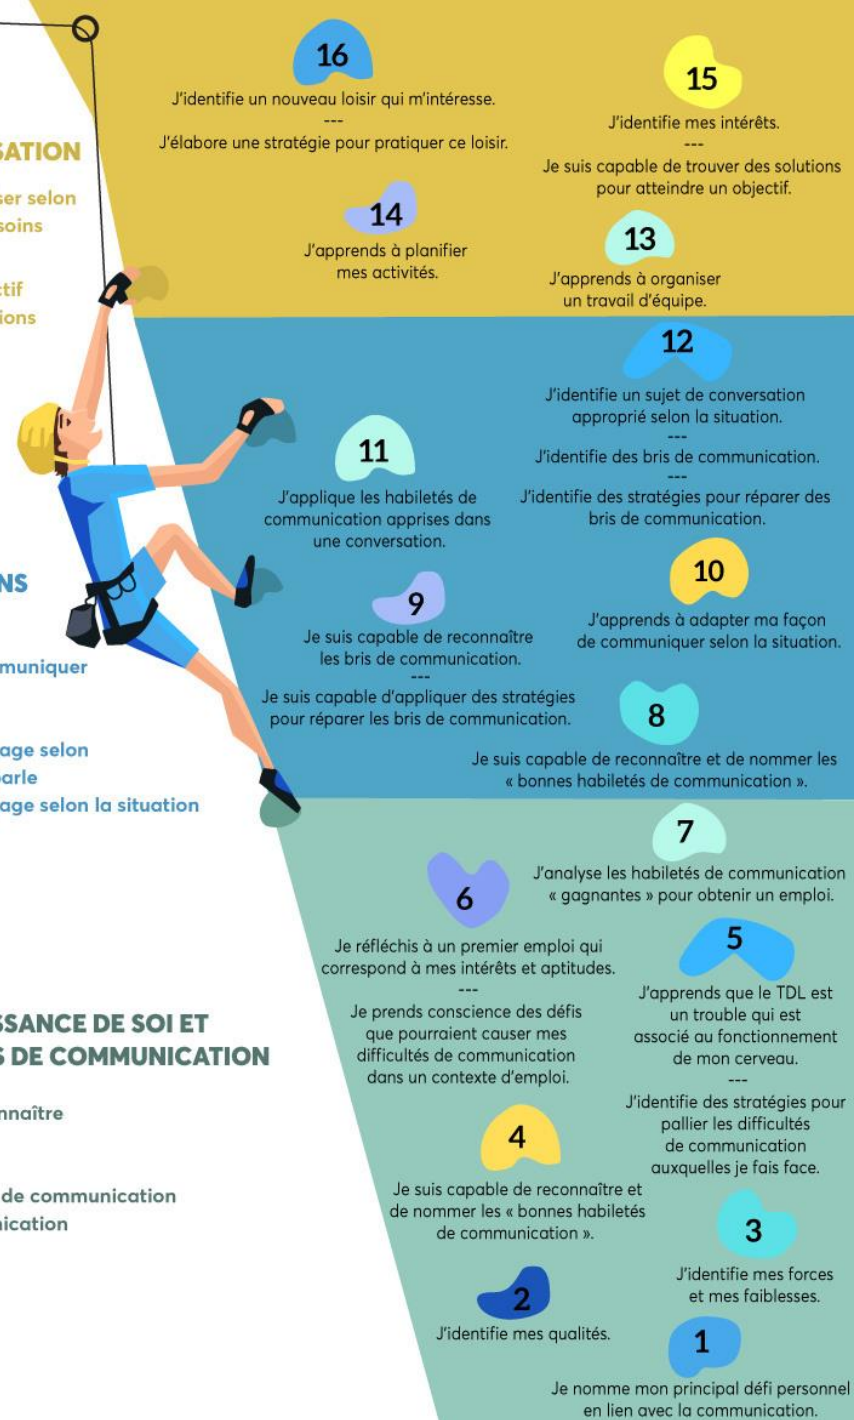 16
J'identifie un nouveau loisir qui m'intéresse.
---
J'élabore une stratégie pour pratiquer ce loisir.
15
J'identifie mes intérêts.
---
Je suis capable de trouver des solutions
pour atteindre un objectif.
14
J'apprends à planifier
mes activités.
13
J'apprends à organiser
un travail d'équipe.
12
J'identifie un sujet de conversation
approprié selon la situation.
---
J'identifie des bris de communication.
---
J'identifie des stratégies pour réparer des
bris de communication.
11
J'applique les habiletés de
communication apprises dans
une conversation.
10
J'apprends à adapter ma façon
de communiquer selon la situation.
9
Je suis capable de reconnaître
les bris de communication.
---
Je suis capable d'appliquer des stratégies
pour réparer les bris de communication.
8
Je suis capable de reconnaître et de nommer les
« bonnes habiletés de communication ».
7
J'analyse les habiletés de communication
« gagnantes » pour obtenir un emploi.
6
Je réfléchis à un premier emploi qui
correspond à mes intérêts et aptitudes.
---
Je prends conscience des défis
que pourraient causer mes
difficultés de communication
dans un contexte d'emploi.
5
J'apprends que le TDL est
un trouble qui est
associé au fonctionnement
de mon cerveau.
---
J'identifie des stratégies pour
pallier les difficultés
de communication
auxquelles je fais face.
4
Je suis capable de reconnaître et
de nommer les « bonnes habiletés
de communication ».
3
J'identifie mes forces
et mes faiblesses.
2
J'identifie mes qualités.
1
Je nomme mon principal défi personnel
en lien avec la communication.
SATION
ser selon
soins
ctif
ions
NS
muniquer
age selon
parle
age selon la situation
SSANCE DE SOI ET
S DE COMMUNICATION
nnaître
de communication
nication